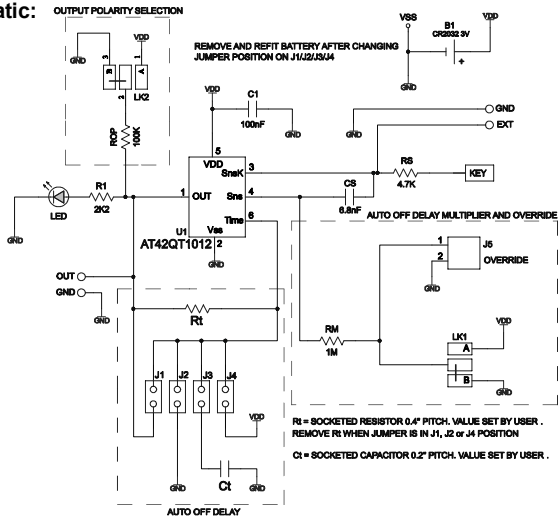 atic:
OUTPUT POLARITY SELECTION
VSS
B1
CR2032 3V
VDD
+
GND
REMOVE AND REFIT BATTERY AFTER CHANGING
JUMPER POSITION ON J1/J2/J3/J4
GND
3
B
2
VDD
1
A
LK2
ROP
100K
VDD
C1
100nF
GND
GND
GND
EXT
5
VDD
SnsK
3
RS
4.7K
KEY
LED
R1
2K2
1
OUT
Sns
4
CS
6.8nF
Time
6
U1
Vss
2
AT42QT1012
GND
GND
AUTO OFF DELAY MULTIPLIER AND OVERRIDE
1
2
J5
OVERRIDE
GND
OUT
GND
GND
Rt
RM
1M
LK1
A
B
VDD
GND
J1
J2
J3
J4
VDD
GND
Ct
GND
AUTO OFF DELAY
Rt = SOCKETED RESISTOR 0.4" PITCH. VALUE SET BY USER .
REMOVE Rt WHEN JUMPER IS IN J1, J2 or J4 POSITION
Ct = SOCKETED CAPACITOR 0.2" PITCH. VALUE SET BY USER .